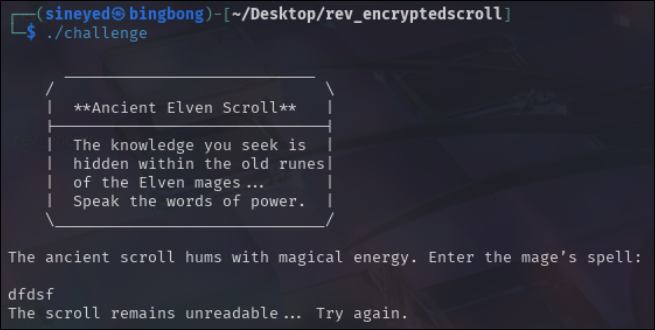 ┌──(sineyed㉿bingbong)-[~/Desktop/rev_encryptedscroll]
└─$ ./challenge
**Ancient Elven Scroll**
The knowledge you seek is
hidden within the old runes
of the Elven mages...
Speak the words of power.
The ancient scroll hums with magical energy. Enter the mage’s spell:
dfdsf
The scroll remains unreadable... Try again.